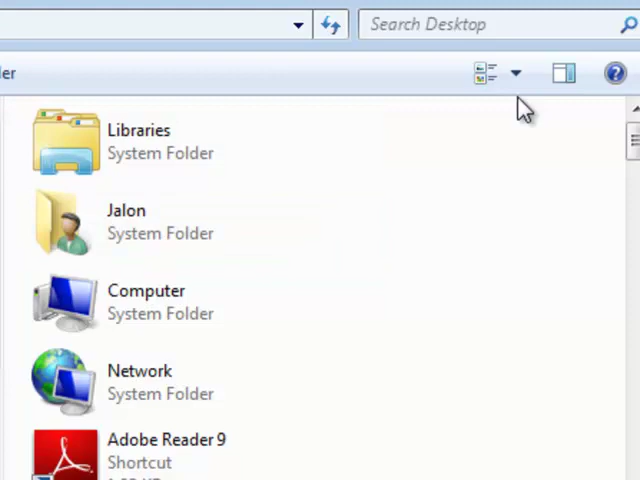 Search Desktop
ler
Libraries
System Folder
Jalon
System Folder
Computer
System Folder
Network
System Folder
Adobe Reader 9
Shortcut